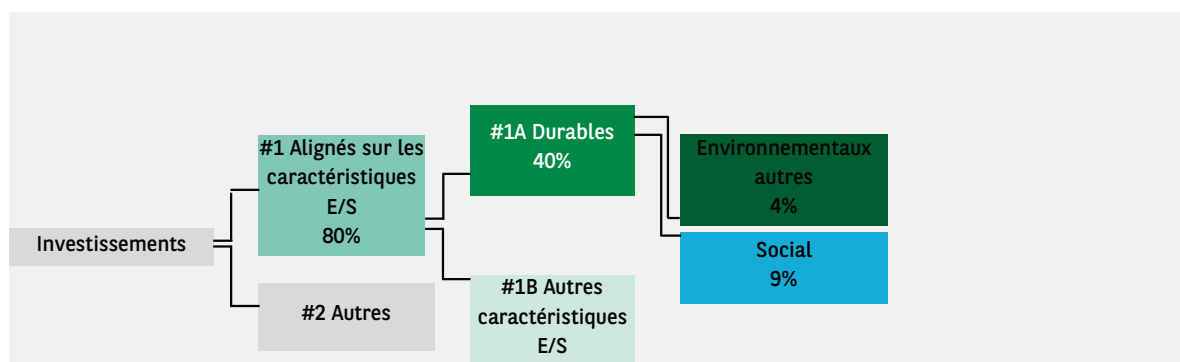 Investissements
#1 Alignés sur les
caractéristiques
E/S
80%
#2 Autres
#1A Durables
40%
#1B Autres
caractéristiques
E/S
Environnementaux
autres
4%
Social
9%